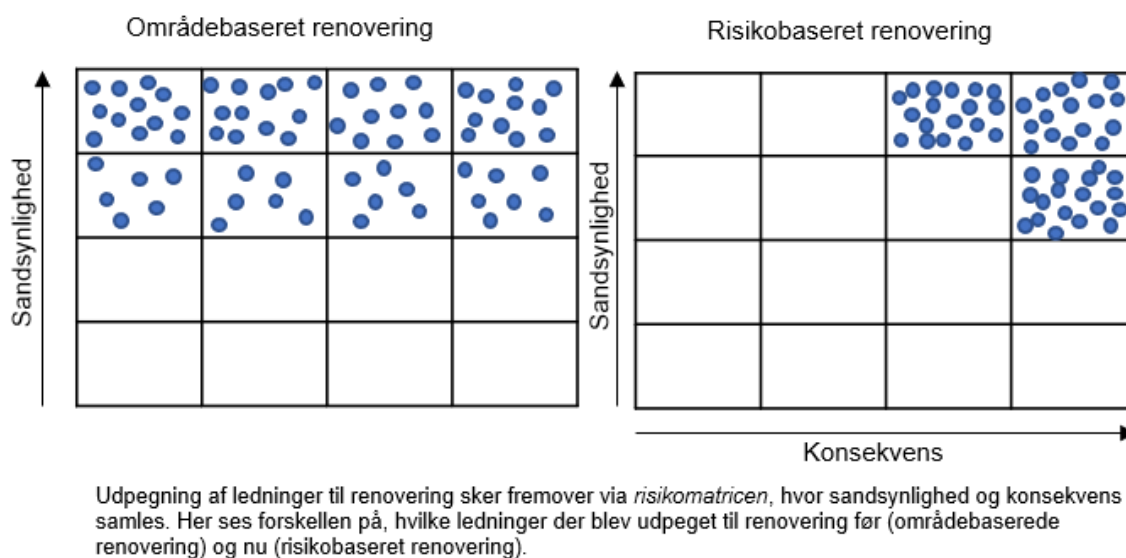 Områdebaseret renovering
Risikobaseret renovering
Sandsynlighed
Sandsynlighed
Konsekvens
Udpegning af ledninger til renovering sker fremover via risikomatricen, hvor sandsynlighed og konsekvens
samles. Her ses forskellen på, hvilke ledninger der blev udpeget til renovering før (områdebaserede
renovering) og nu (risikobaseret renovering).